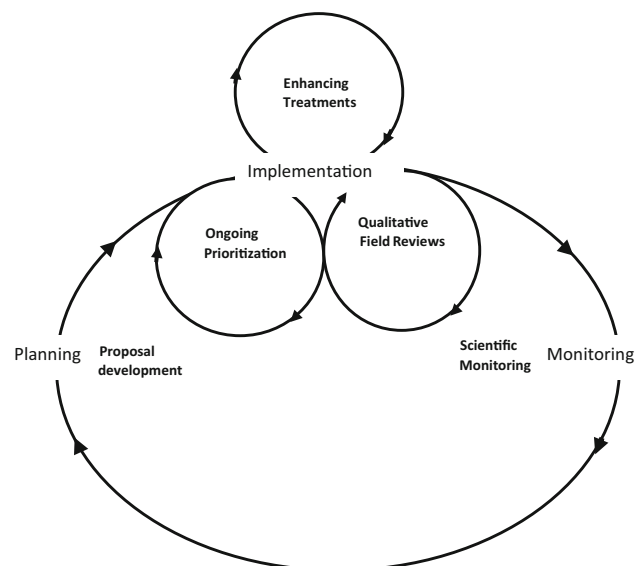 Enhancing
Treatments
Implementation
Ongoing
Prioritization
Qualitative
Field Reviews
Planning
Proposal
development
Scientific
Monitoring
Monitoring